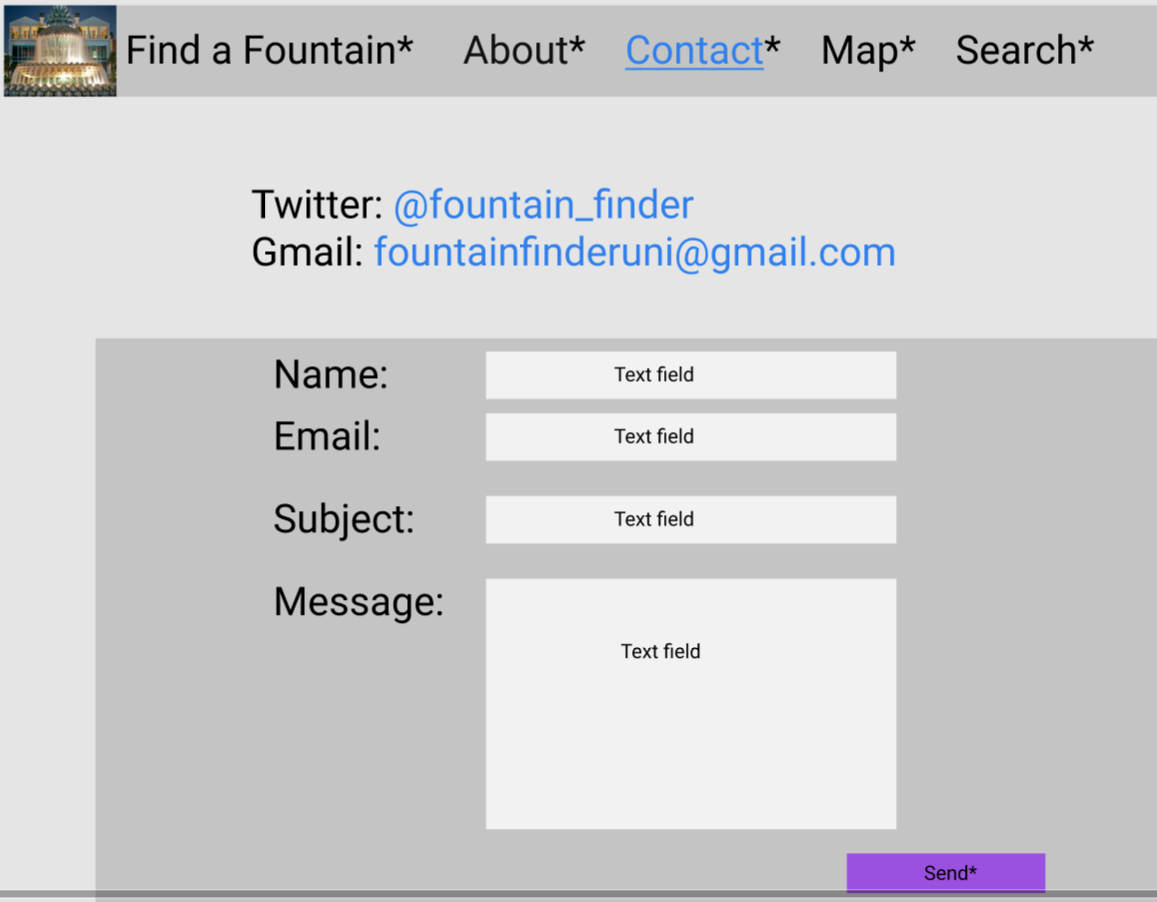 Find a Fountain* About* Contact* Map* Search*
Twitter: @fountain_finder
Gmail: fountainfinderuni@gmail.com
Name: Text field
Email: Text field
Subject: Text field
Message:
Text field
Send*